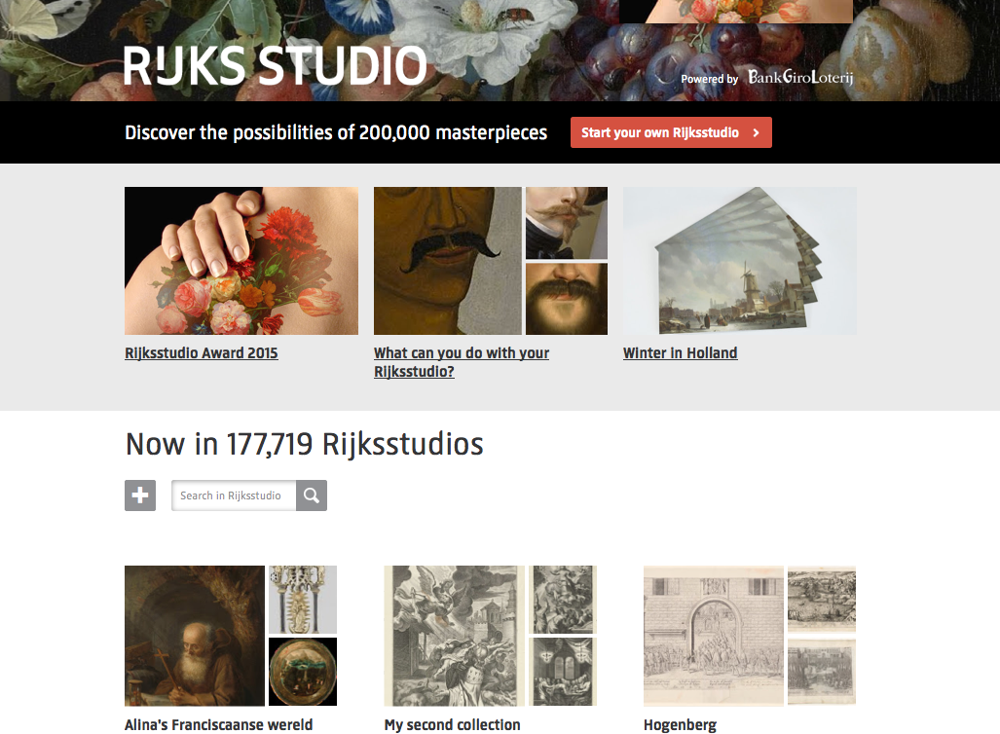 RIJKS STUDIO
Powered by BankGiroLoterij
Discover the possibilities of 200,000 masterpieces
Start your own Rijksstudio
Rijksstudio Award 2015
What can you do with your
Rijksstudio?
Winter in Holland
Now in 177,719 Rijksstudios
Search in Rijksstudio
Alina's Franciscaanse wereld
My second collection
Hogenberg